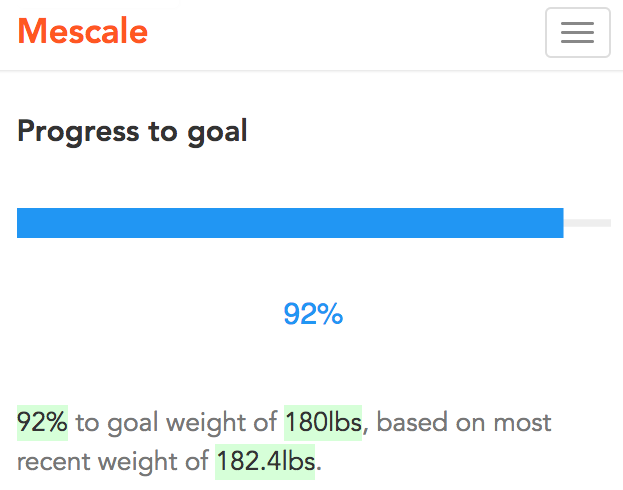 Mescale
Progress to goal
92%
92% to goal weight of 180lbs, based on most
recent weight of 182.4lbs.